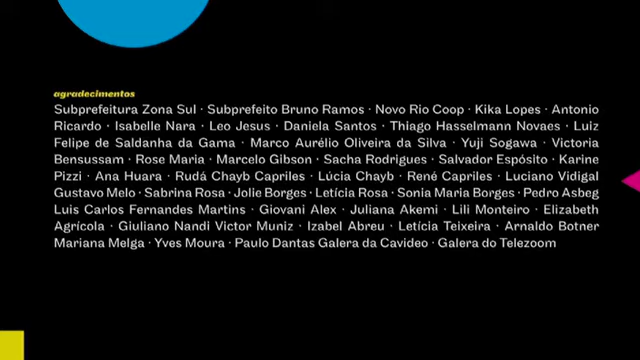 agradecimentos
Subprefeitura Zona Sul · Subprefeito Bruno Ramos · Novo Rio Coop · Kika Lopes · Antonio
Ricardo · Isabelle Nara · Leo Jesus · Daniela Santos · Thiago Hasselmann Novaes · Luiz
Felipe de Saldanha da Gama · Marco Aurélio Oliveira da Silva · Yuji Sogawa · Victoria
Bensussam · Rose Maria · Marcelo Gibson · Sacha Rodrigues · Salvador Espósito · Karine
Pizzi · Ana Huara · Rudá Chayb Capriles · Lúcia Chayb · René Capriles · Luciano Vidigal
Gustavo Melo · Sabrina Rosa · Jolie Borges · Letícia Rosa · Sonia Maria Borges · Pedro Asbeg
Luis Carlos Fernandes Martins · Giovani Alex · Juliana Akemi · Lili Monteiro · Elizabeth
Agrícola · Giuliano Nandi Victor Muniz · Izabel Abreu · Letícia Teixeira · Arnaldo Botner
Mariana Melga · Yves Moura · Paulo Dantas Galera da Cavideo · Galera do Telezoom